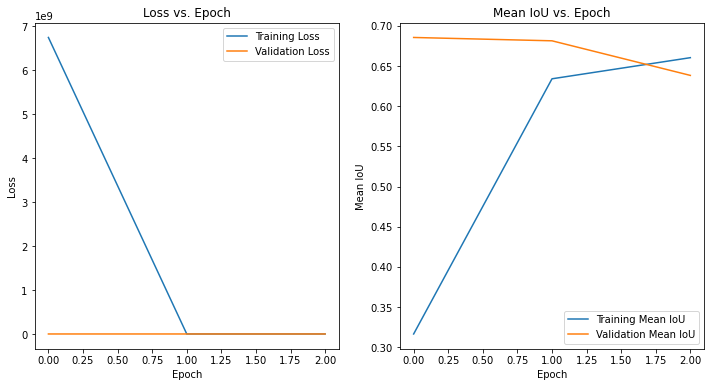 Loss vs. Epoch
1e9
7
6
5
4
3
2
1
0
Loss
Training Loss
Validation Loss
0.00 0.25 0.50 0.75 1.00 1.25 1.50 1.75 2.00
Epoch
Mean IoU vs. Epoch
0.70
0.65
0.60
0.55
0.50
0.45
0.40
0.35
0.30
Mean IoU
Training Mean IoU
Validation Mean IoU
0.00 0.25 0.50 0.75 1.00 1.25 1.50 1.75 2.00
Epoch